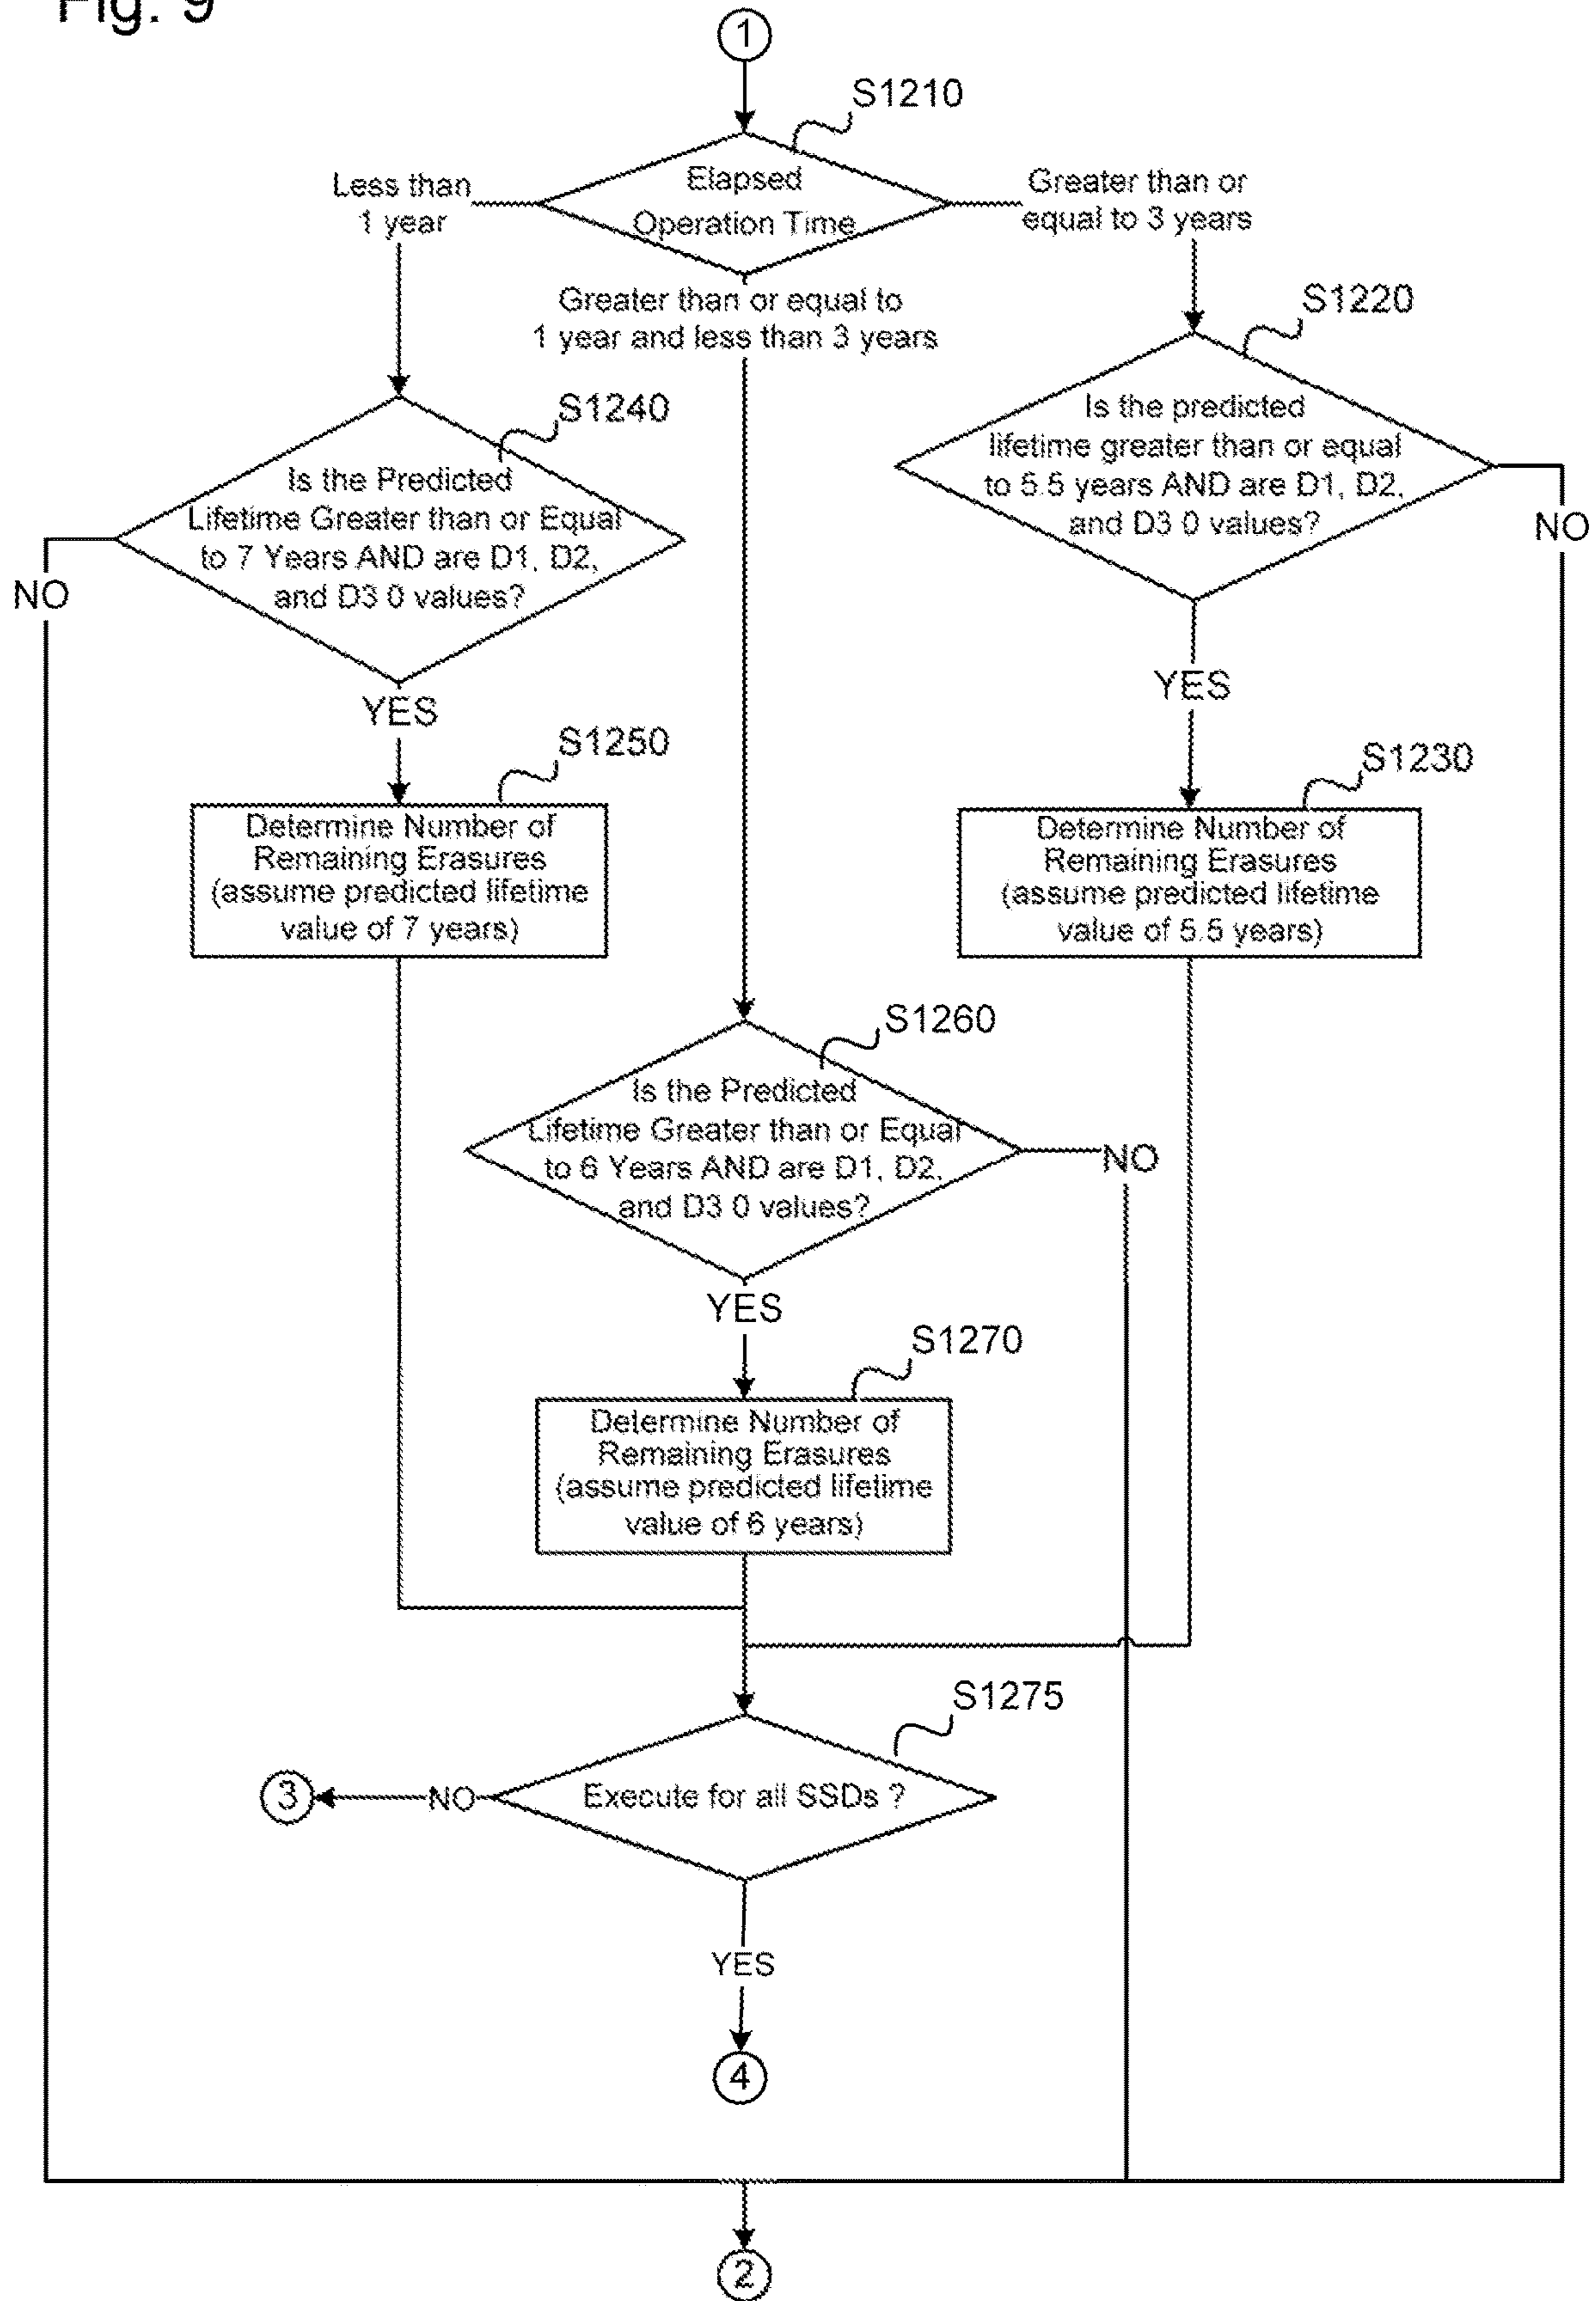 Fig. 9
1
S1210
Elapsed
Operation Time
Less than
1 year
Greater than or
equal to 3 years
Greater than or equal to
1 year and less than 3 years
S1220
Is the predicted
lifetime greater than or equal
to 5.5 years AND are D1, D2,
and D3 0 values?
NO
YES
S1240
Is the Predicted
Lifetime Greater than or Equal
to 7 Years AND are D1, D2,
and D3 0 values?
NO
YES
S1250
Determine Number of
Remaining Erasures
(assume predicted lifetime
value of 7 years)
S1230
Determine Number of
Remaining Erasures
(assume predicted lifetime
value of 5.5 years)
S1260
Is the Predicted
Lifetime Greater than or Equal
to 6 Years AND are D1, D2,
and D3 0 values?
NO
YES
S1270
Determine Number of
Remaining Erasures
(assume predicted lifetime
value of 6 years)
S1275
Execute for all SSDs ?
NO
3
YES
4
2